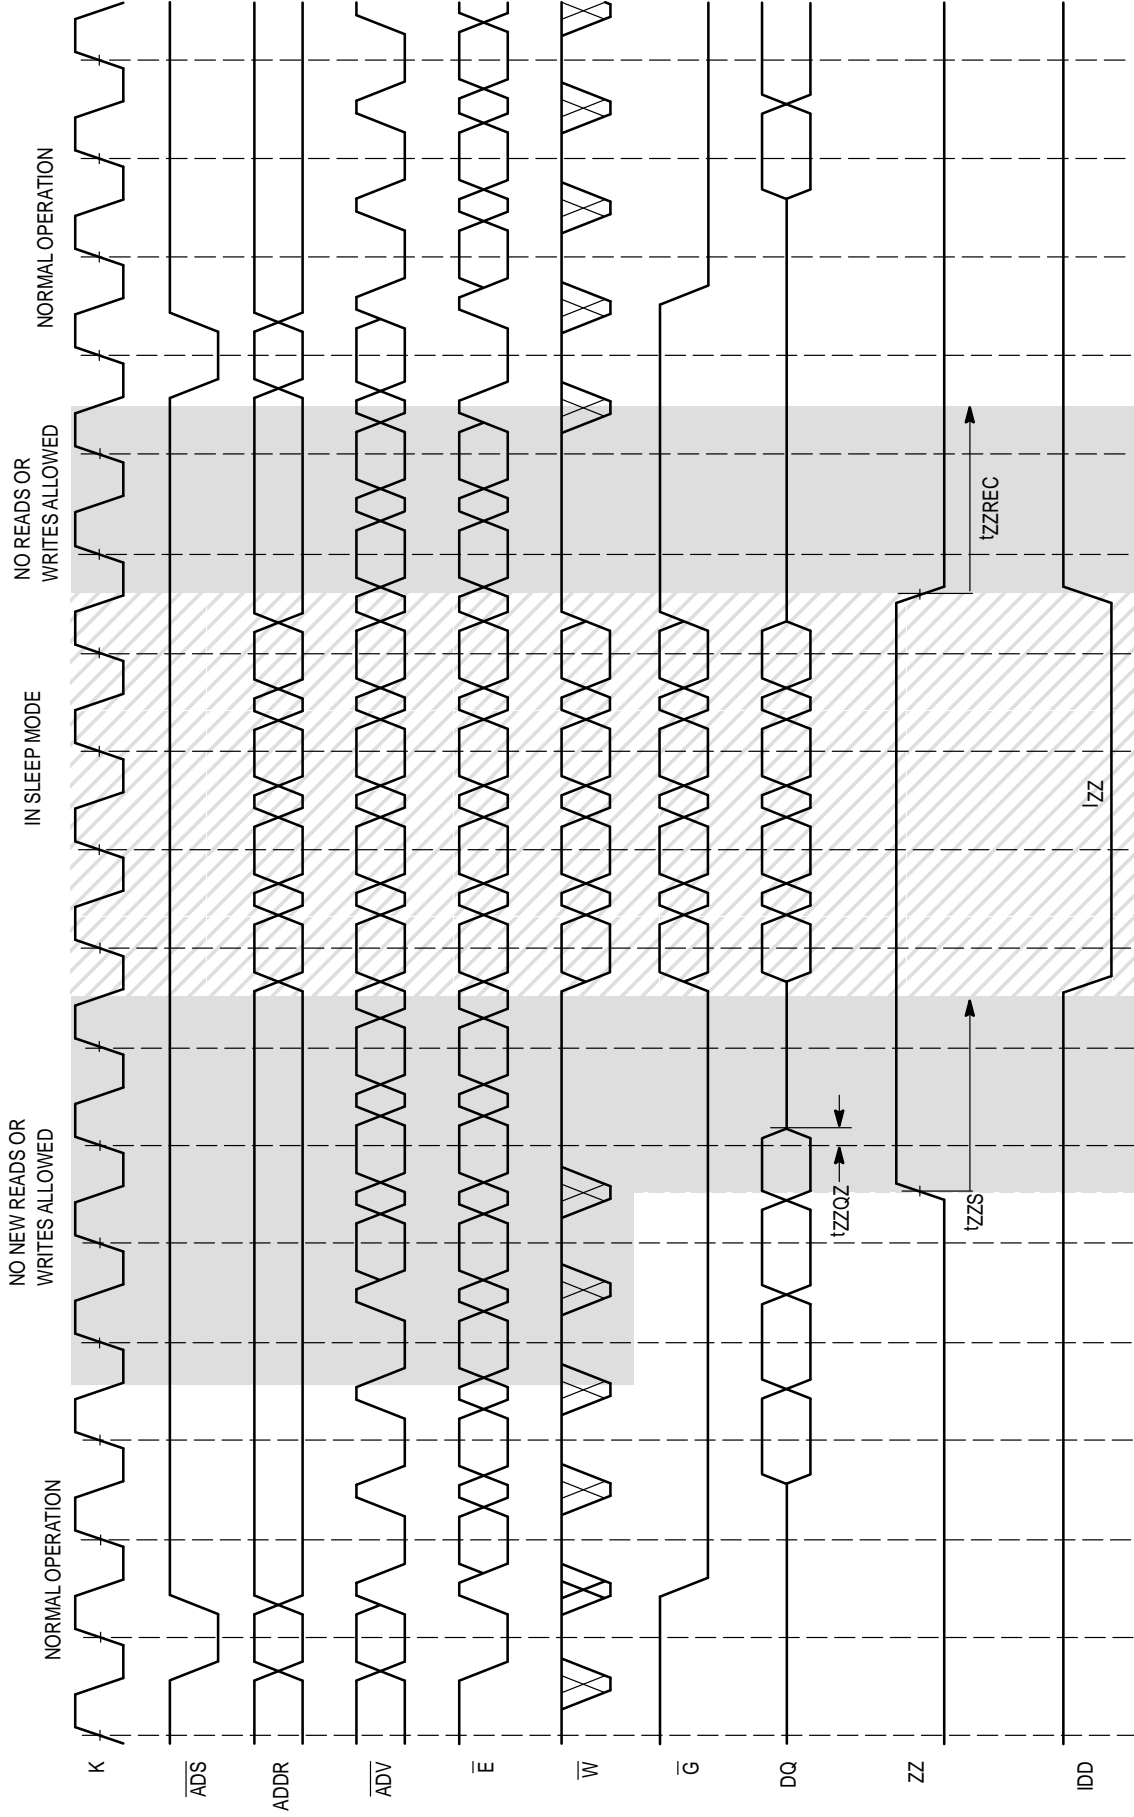 NORMAL OPERATION
NO NEW READS OR
WRITES ALLOWED
IN SLEEP MODE
NO READS OR
WRITES ALLOWED
NORMAL OPERATION
K
ADS
ADDR
ADV
E
W
G
DQ
tZZQZ
ZZ
tZZS
tZZREC
IDD
IZZ